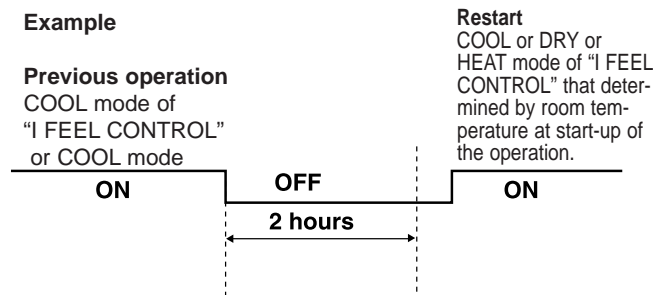 Example
Previous operation
COOL mode of
“I FEEL CONTROL”
or COOL mode
Restart
COOL or DRY or
HEAT mode of “I FEEL
CONTROL” that deter-
mined by room tem-
perature at start-up of
the operation.
ON
OFF
ON
2 hours